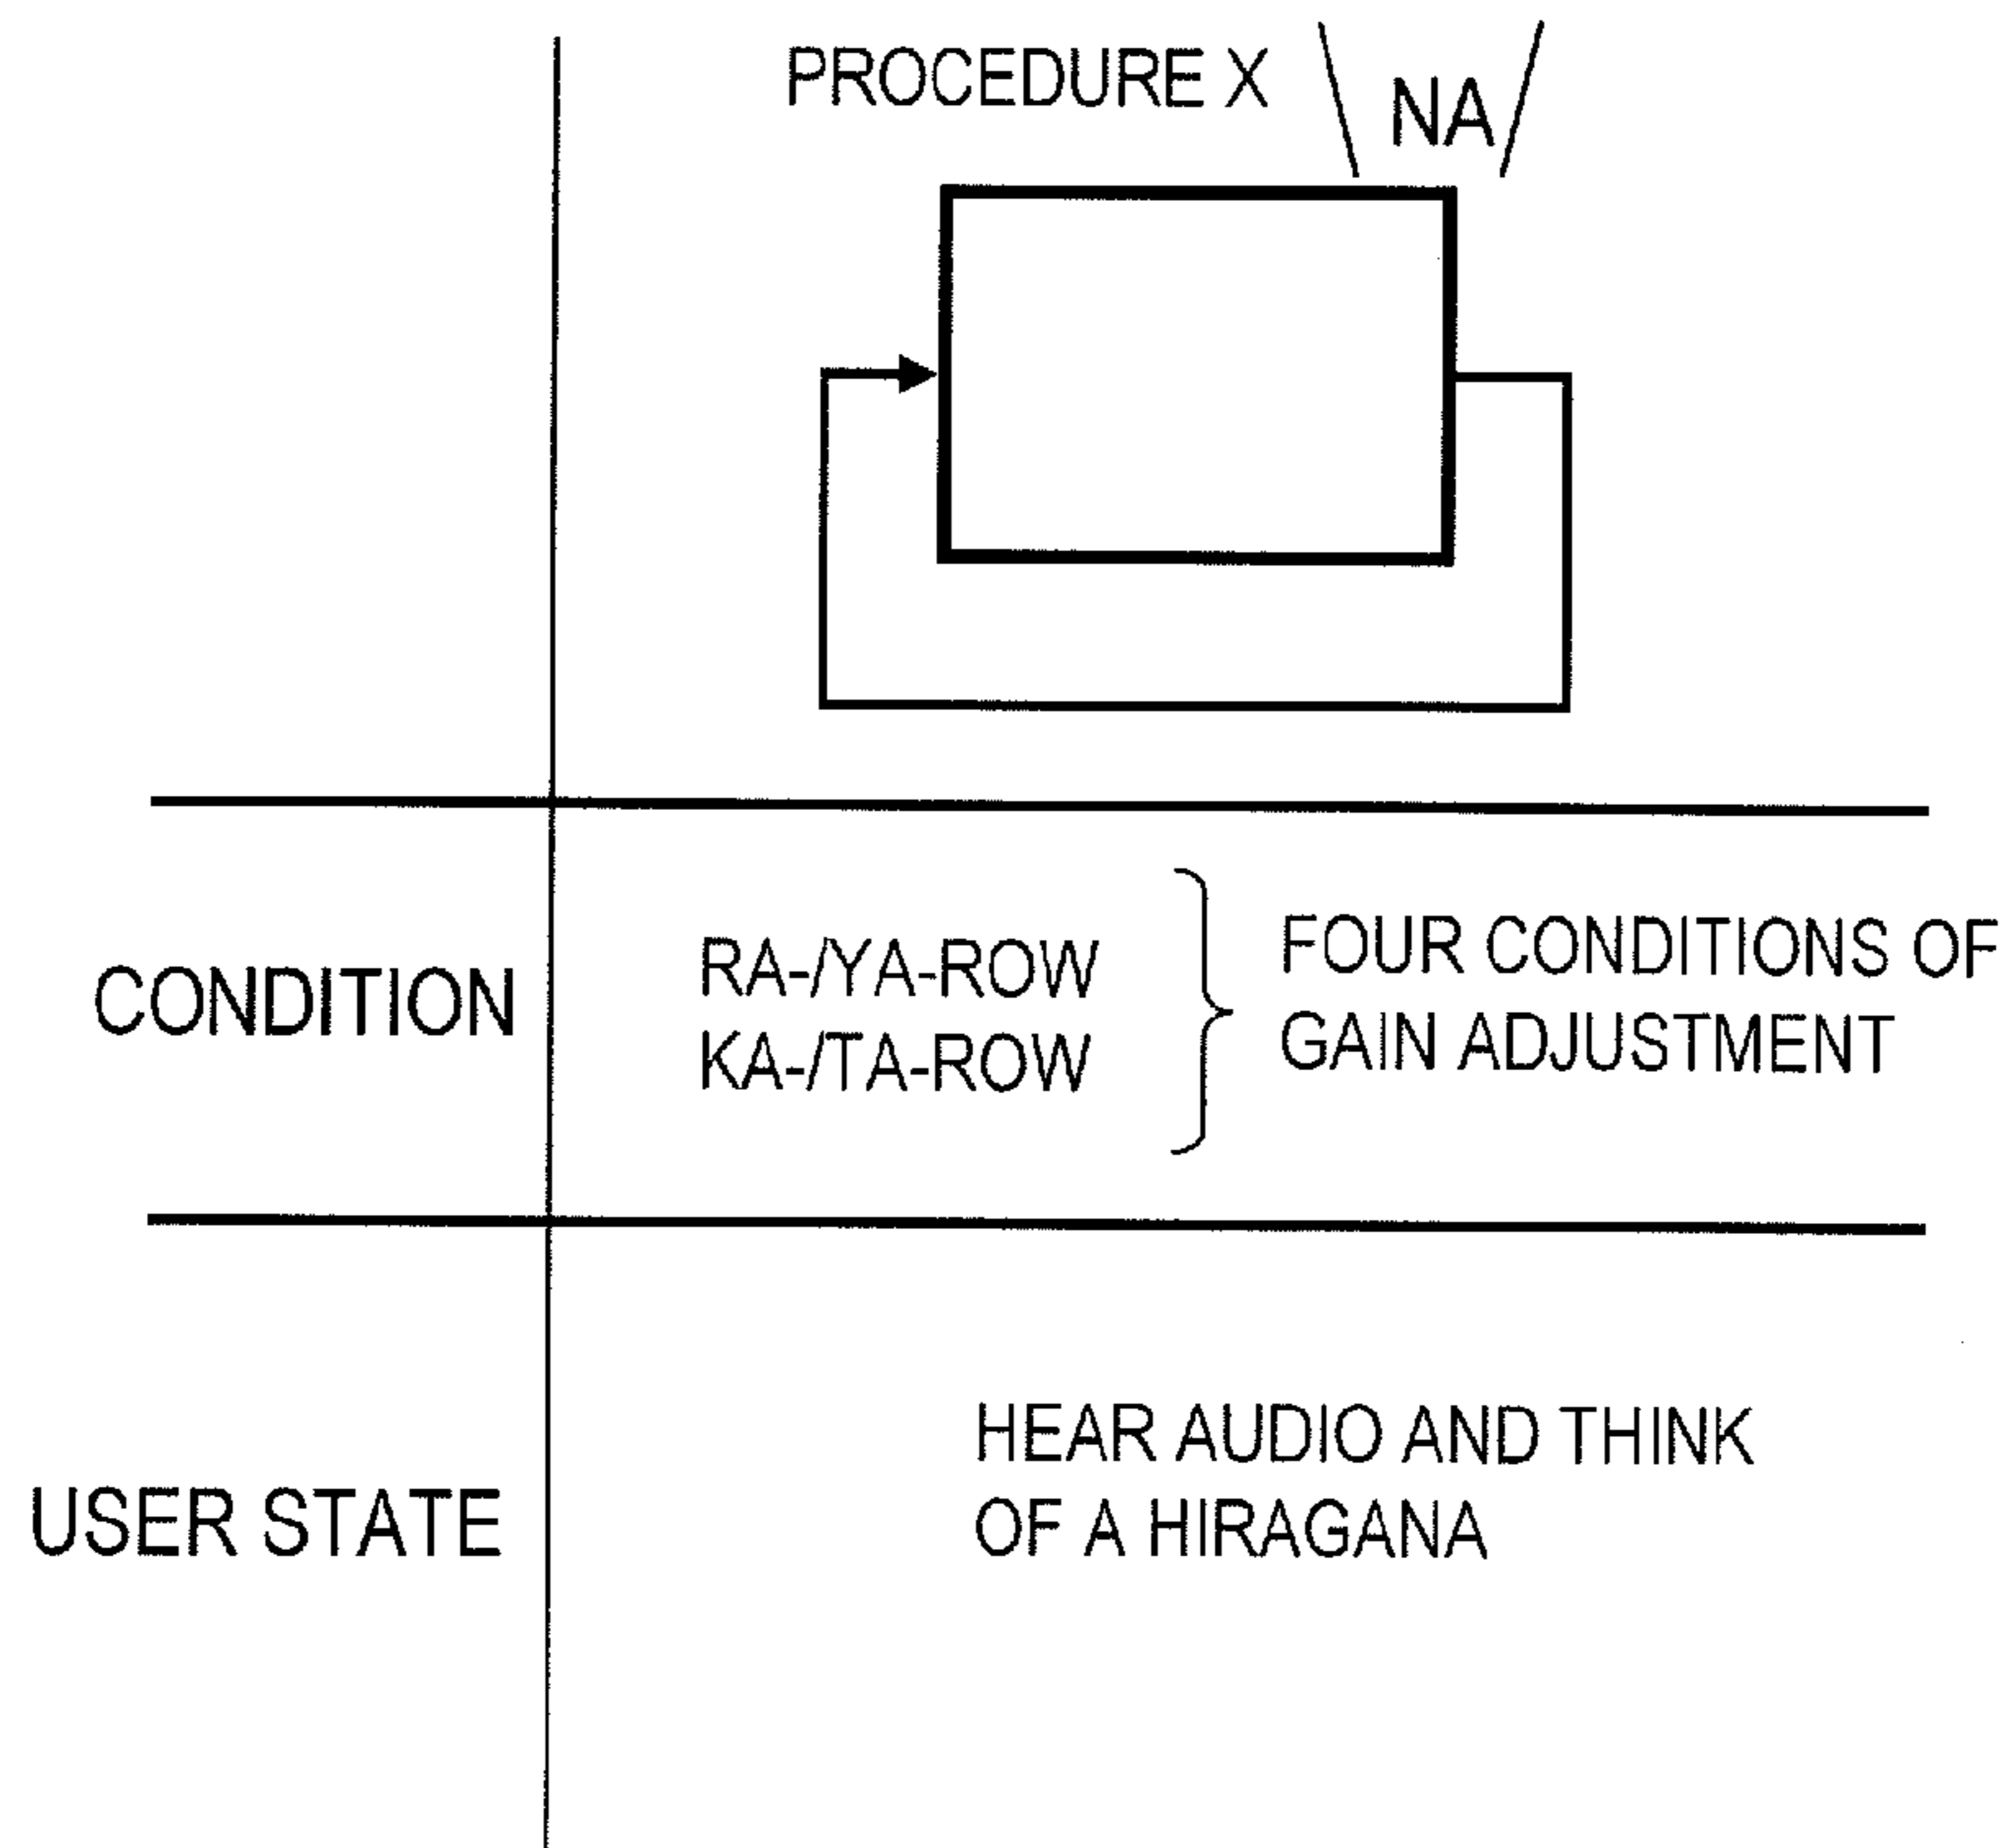 PROCEDURE X
NA
CONDITION
RA-/YA-ROW
KA-/TA-ROW
FOUR CONDITIONS OF
GAIN ADJUSTMENT
USER STATE
HEAR AUDIO AND THINK
OF A HIRAGANA